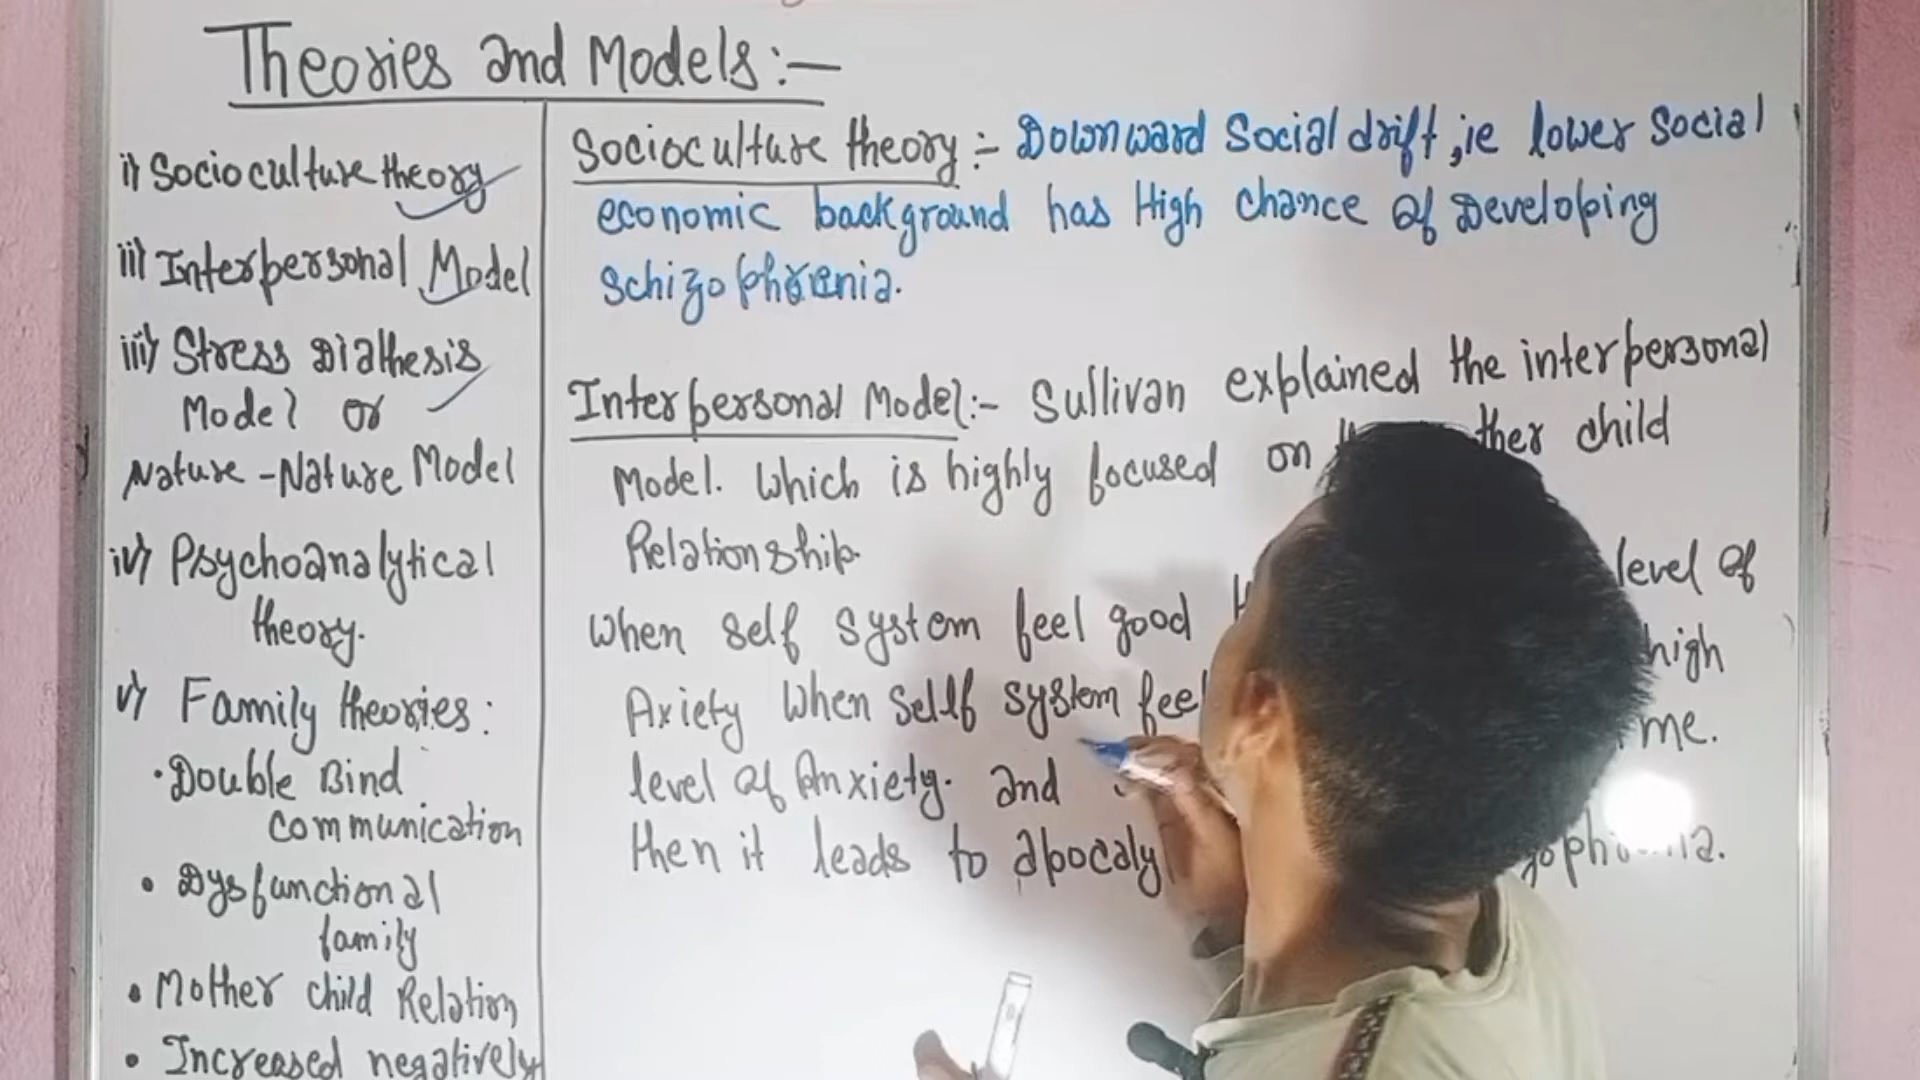 Theories and Models:-
i) Socioculture theory
ii) Interpersonal Model
iii) Stress Diathesis
Model or
Nature-Nature Model
iv) Psychoanalytical
theory.
v) Family theories:
• Double Bind
communication
• Dysfunctional
family
• Mother child Relation
• Increased negatively
Socioculture theory:- Downward Social drift, ie lower Social
economic background has High chance of Developing
Schizophrenia.
Interpersonal Model:- Sullivan explained the interpersonal
Model. Which is highly focused on child
Relationship.
When self system feel good level of
Axiety When Sellf system high
level of Anxiety. and me.
then it leads to